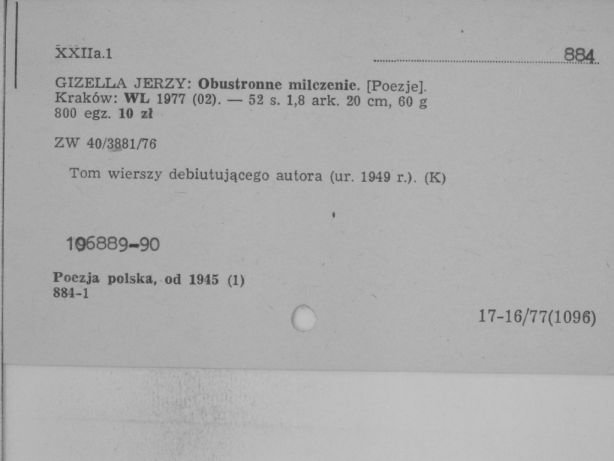 XXIIa.1
884
GIZELLA JERZY: Obustronne milczenie. [Poezje].
Kraków: WL 1977 (02). — 52 s. 1,8 ark. 20 cm, 60 g
800 egz. 10 zł
ZW 40/3881/76
Tom wierszy debiutującego autora (ur. 1949 r.). (K)
106889-90
Poezja polska, od 1945 (1)
884-1
17-16/77(1096)